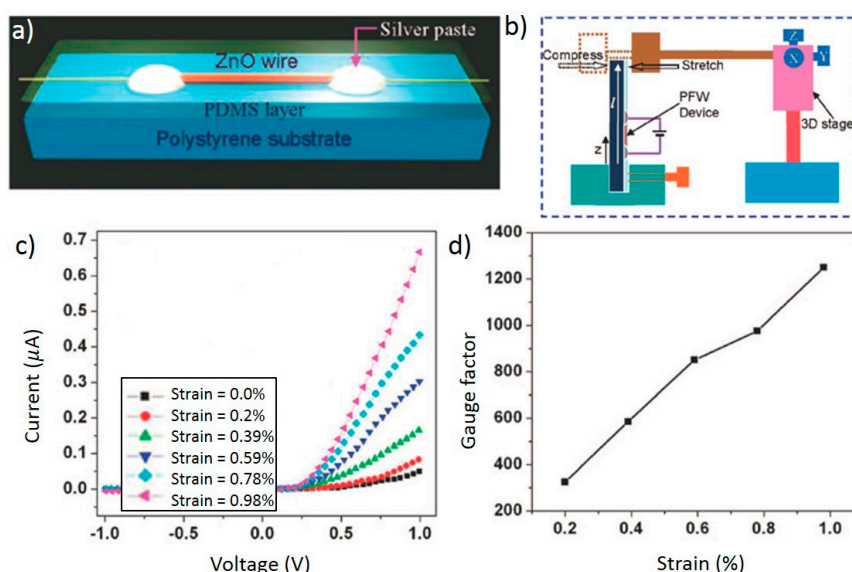 a)
Silver paste
ZnO wire
PDMS layer
Polystyrene substrate
b)
Compress
Stretch
l
PFW
Device
z
Z
X
Y
3D stage
c)
Current (µA)
0.7
0.6
0.5
0.4
0.3
0.2
0.1
0.0
Strain = 0.0%
Strain = 0.2%
Strain = 0.39%
Strain = 0.59%
Strain = 0.78%
Strain = 0.98%
-1.0 -0.5 0.0 0.5 1.0
Voltage (V)
d)
Gauge factor
1400
1200
1000
800
600
400
200
0.2 0.4 0.6 0.8 1.0
Strain (%)